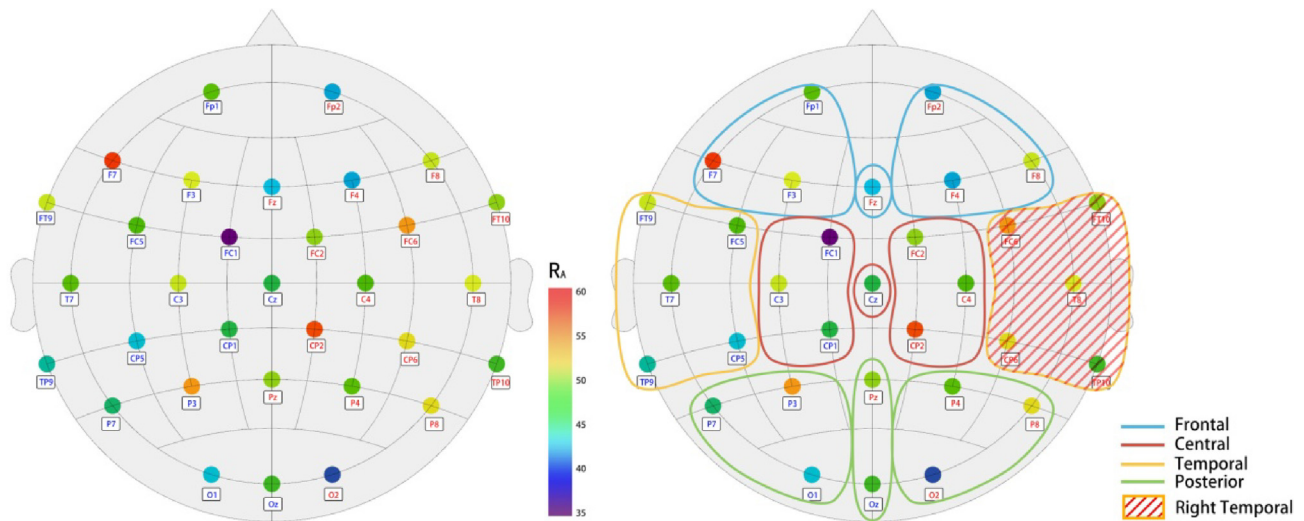 Fp1
Fp2
F7
F3
Fz
F4
F8
FT9
FC5
FC1
FC2
FC6
FT10
T7
C3
Cz
C4
T8
CP5
CP1
CP2
CP6
TP9
TP10
P7
P3
Pz
P4
P8
O1
Oz
O2
RA
60
55
50
45
40
35
Fp1
Fp2
F7
F3
Fz
F4
F8
FT9
FC5
FC1
FC2
FC6
FT10
T7
C3
Cz
C4
T8
CP5
CP1
CP2
CP6
TP9
TP10
P7
P3
Pz
P4
P8
O1
Oz
O2
Frontal
Central
Temporal
Posterior
Right Temporal